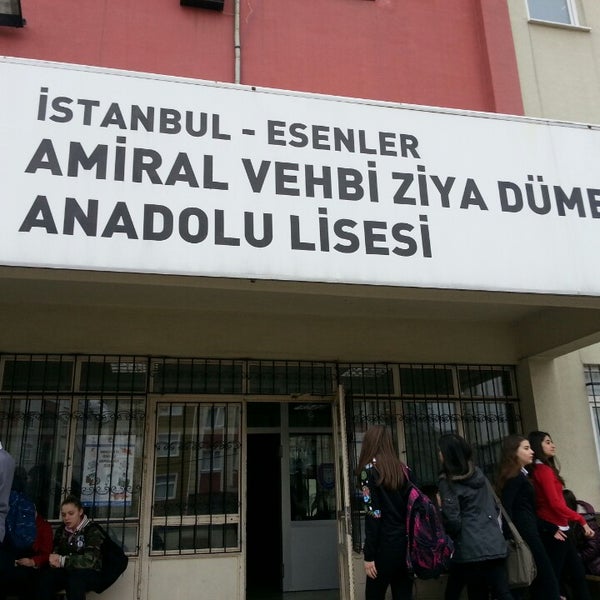 İSTANBUL - ESENLER
AMİRAL VEHBİ ZİYA DÜME
ANADOLU LİSESİ